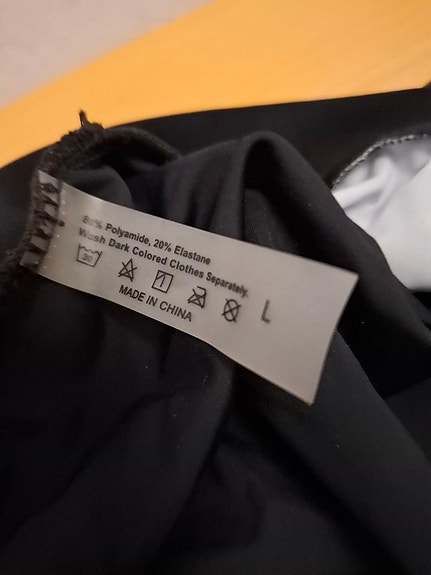 80% Polyamide, 20% Elastane
Wash Dark Colored Clothes Separately.
30
L
MADE IN CHINA